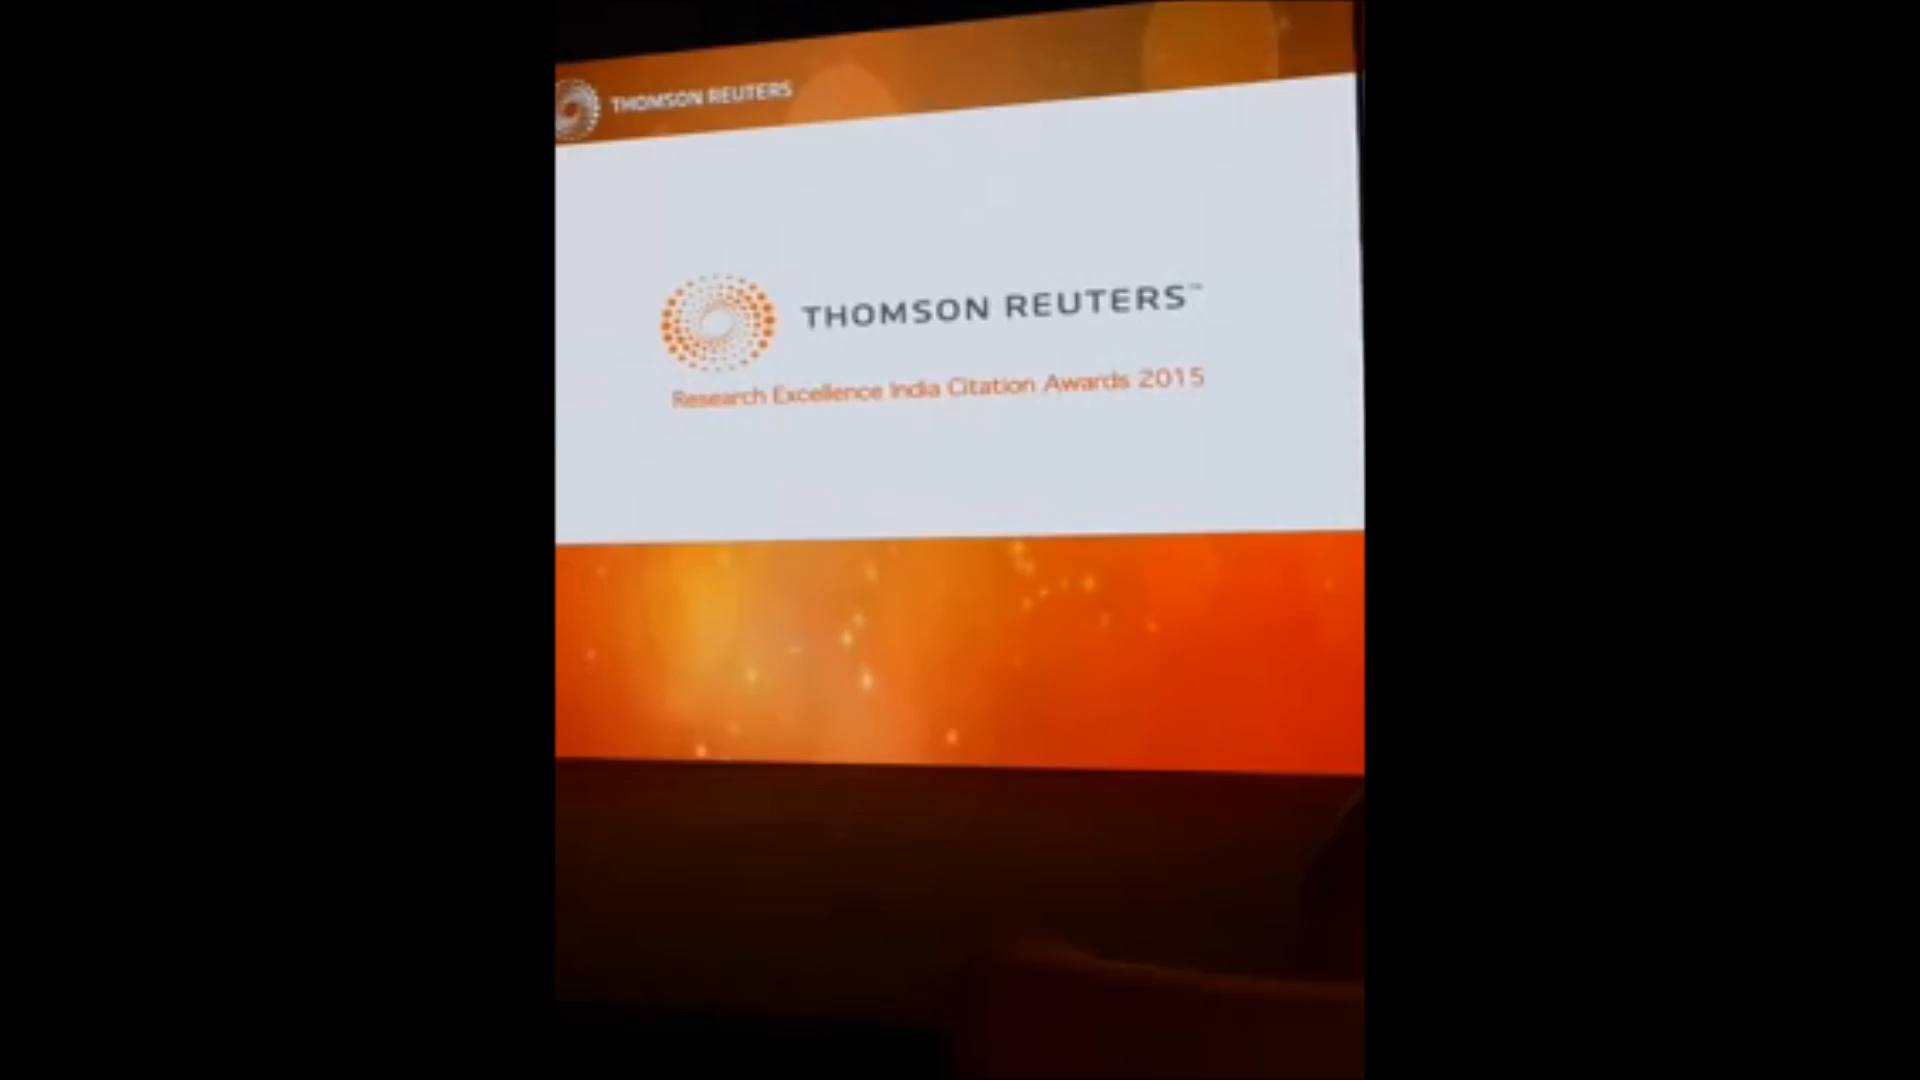 THOMSON REUTERS
THOMSON REUTERS™
Research Excellence India Citation Awards 2015